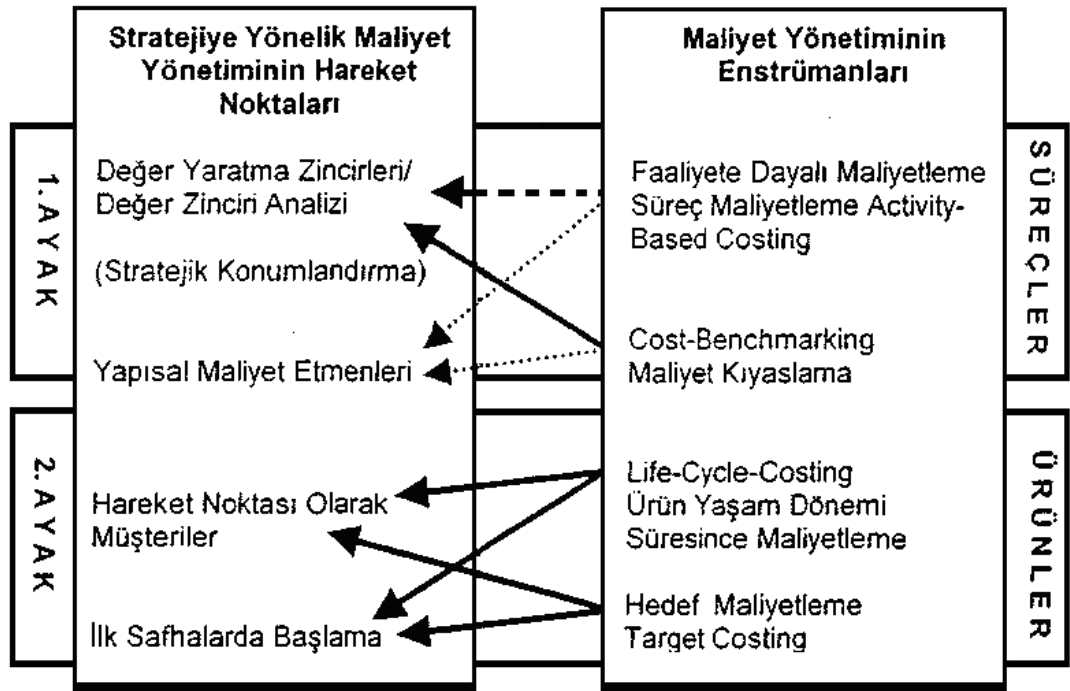 Stratejiye Yönelik Maliyet
Yönetiminin Hareket
Noktaları
Değer Yaratma Zincirleri/
Değer Zinciri Analizi
(Stratejik Konumlandırma)
Yapısal Maliyet Etmenleri
Hareket Noktası Olarak
Müşteriler
İlk Safhalarda Başlama
Maliyet Yönetiminin
Enstrümanları
Faaliyete Dayalı Maliyetleme
Süreç Maliyetleme Activity-
Based Costing
Cost-Benchmarking
Maliyet Kıyaslama
Life-Cycle-Costing
Ürün Yaşam Dönemi
Süresince Maliyetleme
Hedef Maliyetleme
Target Costing
1. AYAK
2. AYAK
SÜREÇLER
ÜRÜNLER